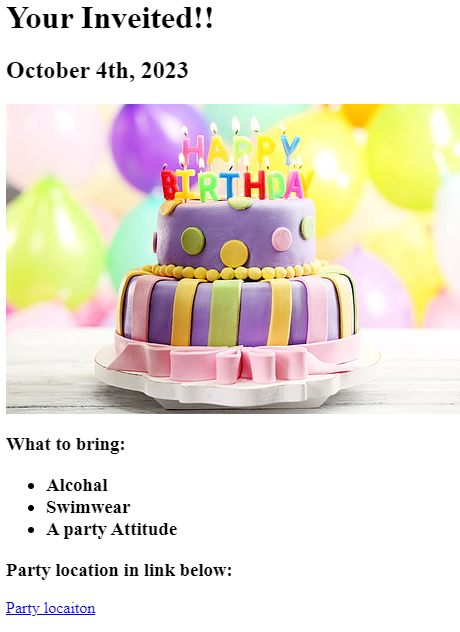 Your Inveited!!
October 4th, 2023
HAPPY
BIRTHDAY
What to bring:
Alcohal
Swimwear
A party Attitude
Party location in link below:
Party locaiton